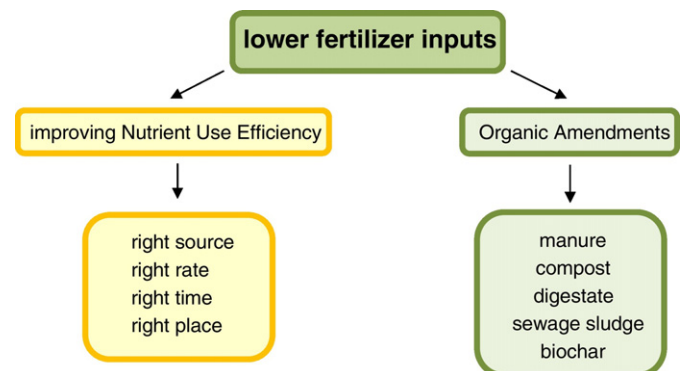 lower fertilizer inputs
improving Nutrient Use Efficiency
Organic Amendments
right source
right rate
right time
right place
manure
compost
digestate
sewage sludge
biochar